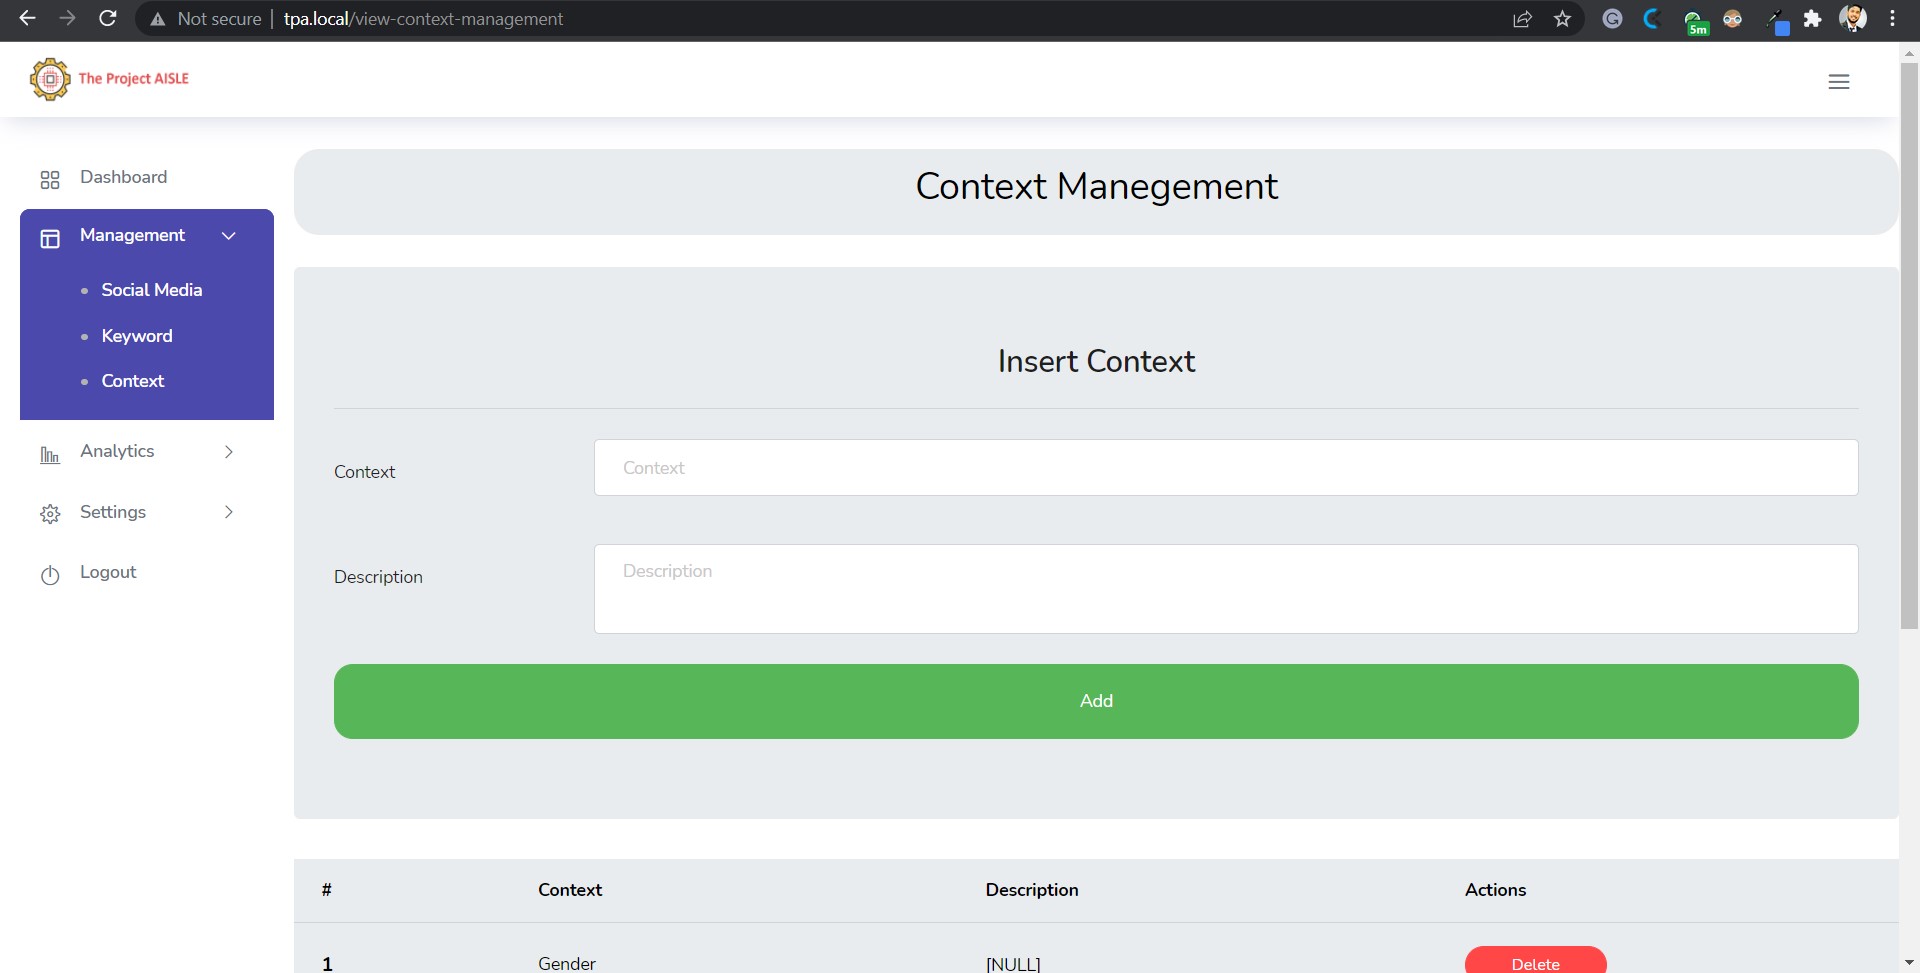 Not secure | tpa.local/view-context-management
5m
The Project AISLE
Dashboard
Management
Social Media
Keyword
Context
Analytics
Settings
Logout
Context Manegement
Insert Context
Context
Context
Description
Description
Add
# Context Description Actions
1 Gender [NULL] Delete